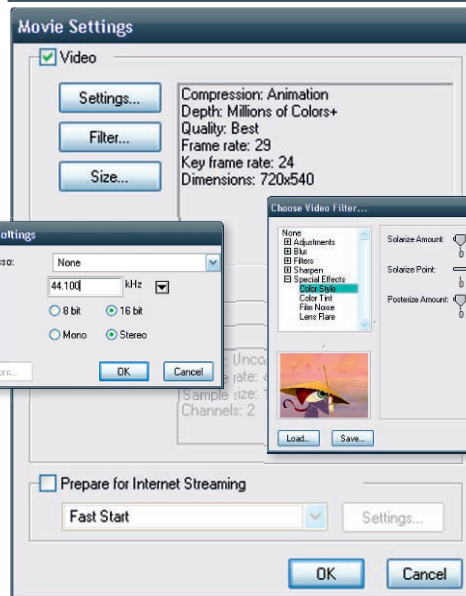 Movie Settings
Video
Settings...
Filter...
Size...
Compression: Animation
Depth: Millions of Colors+
Quality: Best
Frame rate: 29
Key frame rate: 24
Dimensions: 720x540
None
44.100 kHz
8 bit 16 bit
Mono Stereo
OK Cancel
Choose Video Filter...
None
Adjustments
Blur
Filters
Sharpen
Special Effects
Color Style
Color Tint
Film Noise
Lens Flare
Solarize Amount:
0
Solarize Point:
0
Posterize Amount:
0
Load... Save...
Sample size:
Channels: 2
Prepare for Internet Streaming
Fast Start
Settings...
OK Cancel